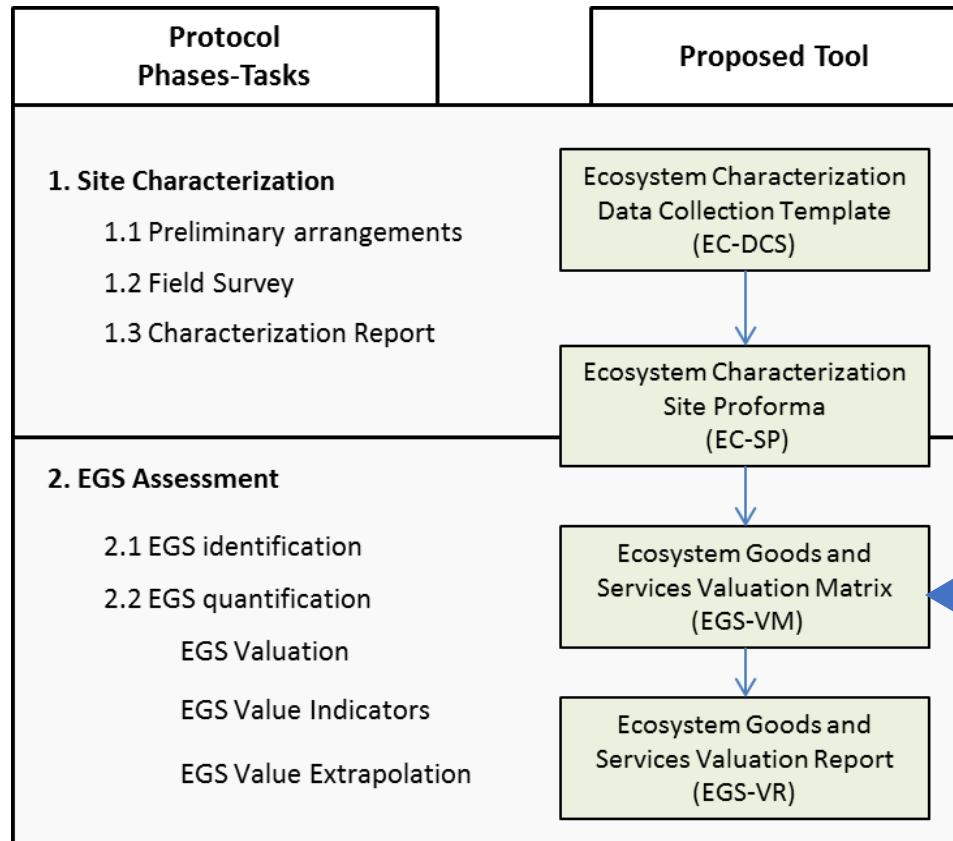 Protocol
Phases-Tasks
Proposed Tool
1. Site Characterization
1.1 Preliminary arrangements
1.2 Field Survey
1.3 Characterization Report
Ecosystem Characterization
Data Collection Template
(EC-DCS)
Ecosystem Characterization
Site Proforma
(EC-SP)
2. EGS Assessment
2.1 EGS identification
2.2 EGS quantification
EGS Valuation
EGS Value Indicators
EGS Value Extrapolation
Ecosystem Goods and
Services Valuation Matrix
(EGS-VM)
Ecosystem Goods and
Services Valuation Report
(EGS-VR)